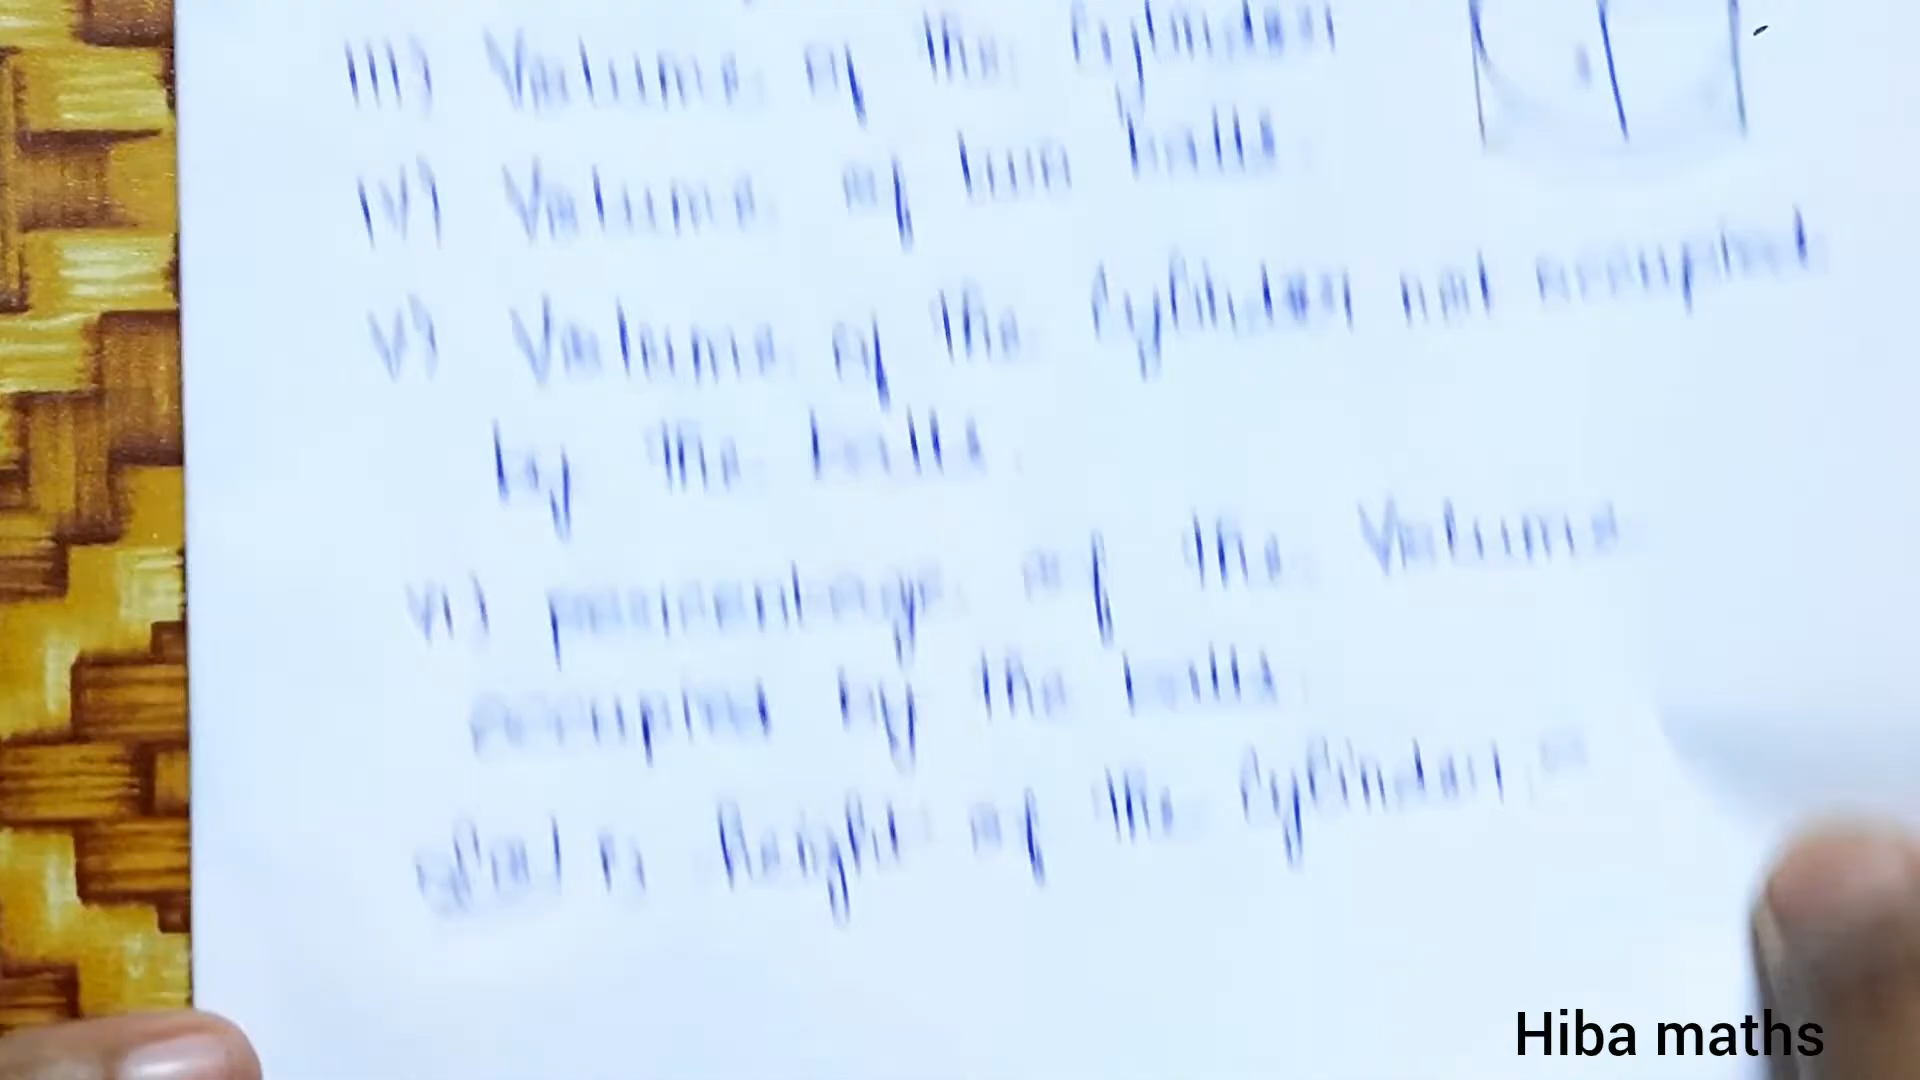 III) Volume of the Cylinder
IV) Volume of two balls.
V) Volume of the Cylinder not occupied
by the balls.
VI) percentage of the Volume
occupied by the balls.
height of the Cylinder =
Hiba maths